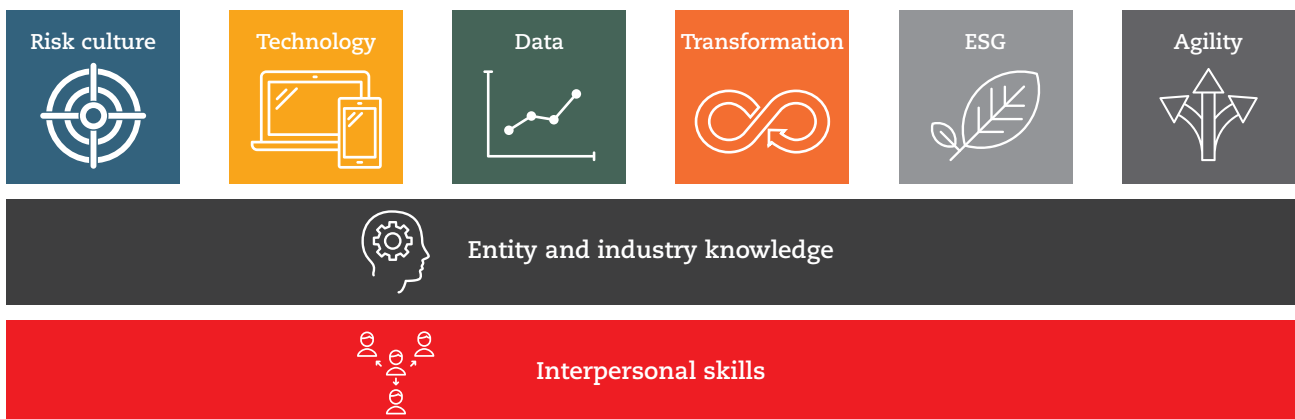 Risk culture
Technology
Data
Transformation
ESG
Agility
Entity and industry knowledge
Interpersonal skills